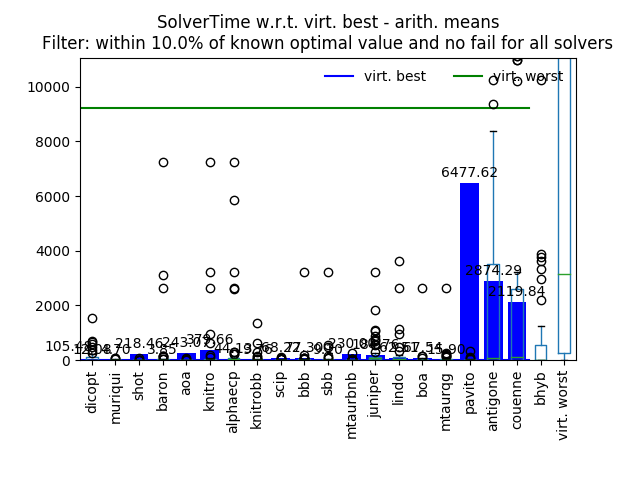 SolverTime w.r.t. virt. best - arith. means
Filter: within 10.0% of known optimal value and no fail for all solvers
virt. best
virt. worst
10000
8000
6000
4000
2000
0
6477.62
2874.29
2119.84
218.46
243.07
379.66
dicopt
muriqui
shot
baron
aoa
knitro
alphaecp
knitrobb
scip
bbb
sbb
mtaurbnb
juniper
lindo
boa
mtaurqg
pavito
antigone
couenne
bhyb
virt. worst